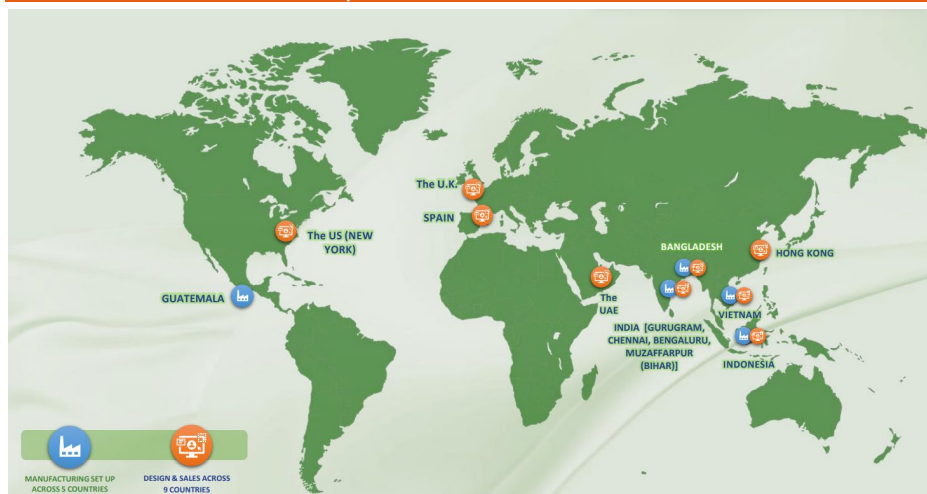 The U.K.
SPAIN
The US (NEW
YORK)
BANGLADESH
HONG KONG
GUATEMALA
The
UAE
VIETNAM
INDIA [GURUGRAM,
CHENNAI, BENGALURU,
MUZAFFARPUR
(BIHAR)]
INDONESIA
MANUFACTURING SET UP
ACROSS 5 COUNTRIES
DESIGN & SALES ACROSS
9 COUNTRIES